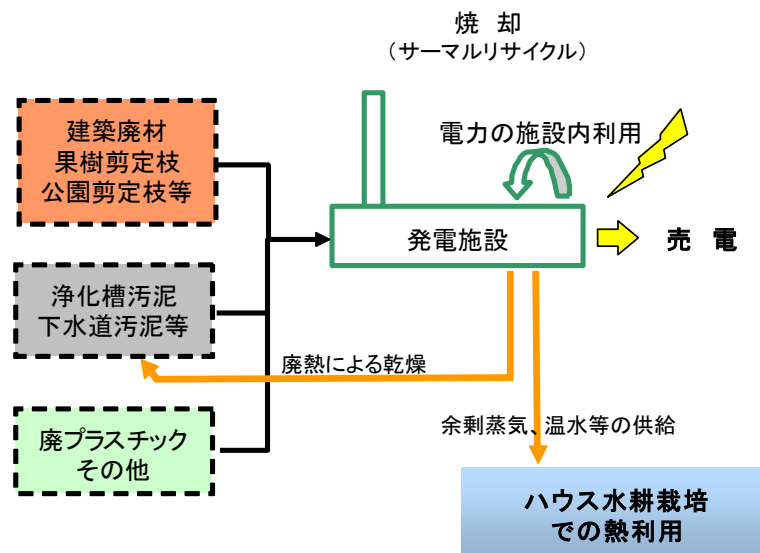 焼 却
（サーマルリサイクル）
建築廃材
果樹剪定枝
公園剪定枝等
電力の施設内利用
発電施設
売 電
浄化槽汚泥
下水道汚泥等
廃熱による乾燥
廃プラスチック
その他
余剰蒸気、温水等の供給
ハウス水耕栽培
での熱利用